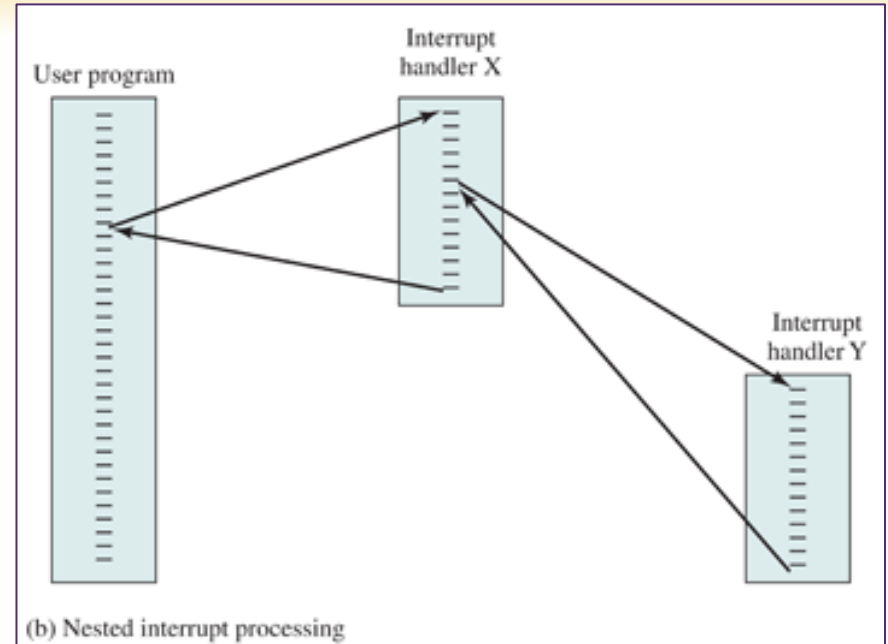 User program
Interrupt
handler X
Interrupt
handler Y
(b) Nested interrupt processing